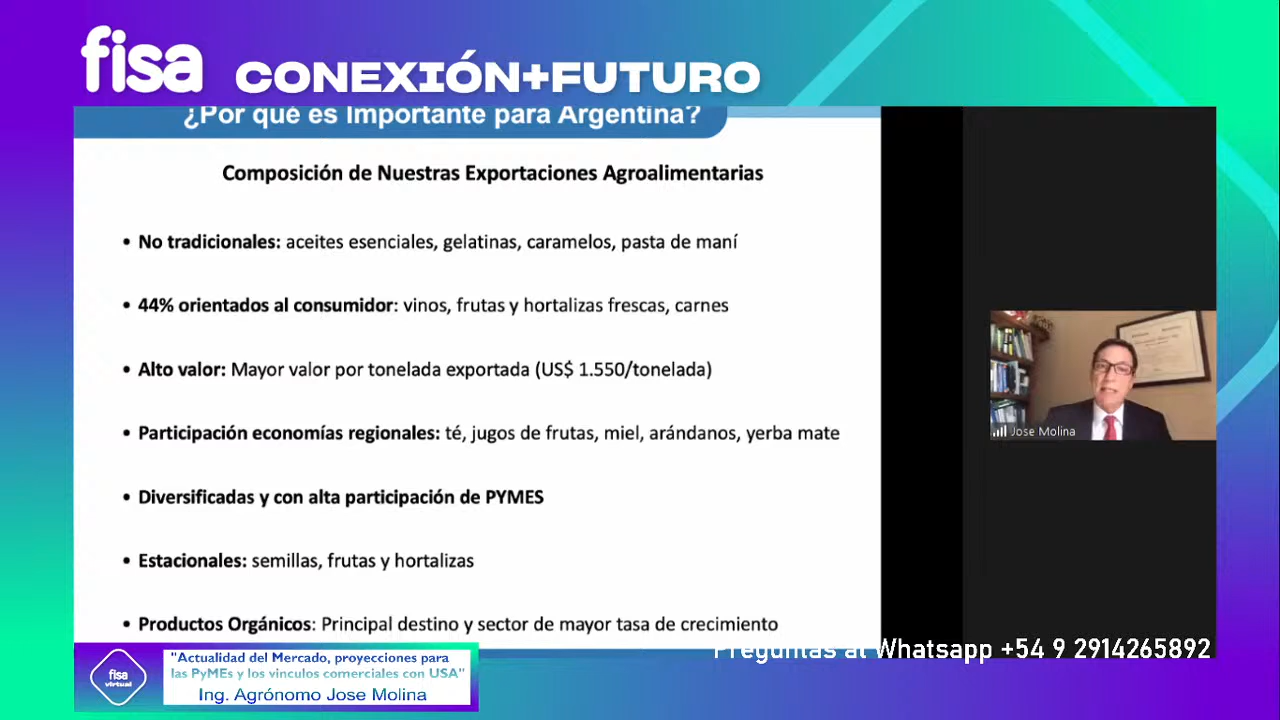 fisa CONEXIÓN+FUTURO
¿Por qué es Importante para Argentina?
Composición de Nuestras Exportaciones Agroalimentarias
• No tradicionales: aceites esenciales, gelatinas, caramelos, pasta de maní
• 44% orientados al consumidor: vinos, frutas y hortalizas frescas, carnes
• Alto valor: Mayor valor por tonelada exportada (US$ 1.550/tonelada)
• Participación economías regionales: té, jugos de frutas, miel, arándanos, yerba mate
• Diversificadas y con alta participación de PYMES
• Estacionales: semillas, frutas y hortalizas
• Productos Orgánicos: Principal destino y sector de mayor tasa de crecimiento
Jose Molina
Preguntas al Whatsapp +54 9 2914265892
fisa
virtual
"Actualidad del Mercado, proyecciones para
las PyMEs y los vinculos comerciales con USA"
Ing. Agrónomo Jose Molina